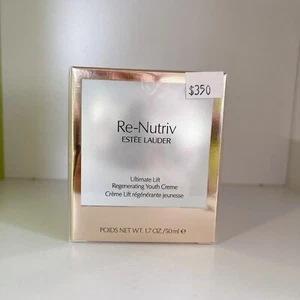 $350
Re-Nutriv
ESTĒE LAUDER
Ultimate Lift
Regenerating Youth Creme
Crème Lift régénérante jeunesse
POIDS NET WT. 1.7 OZ./50 ml ℮